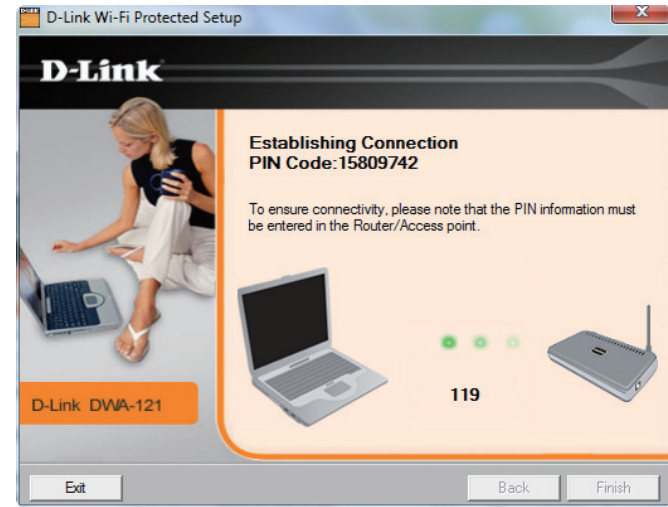 D-Link Wi-Fi Protected Setup
D-Link
Establishing Connection
PIN Code:15809742
To ensure connectivity, please note that the PIN information must
be entered in the Router/Access point.
119
D-Link DWA-121
Exit
Back
Finish